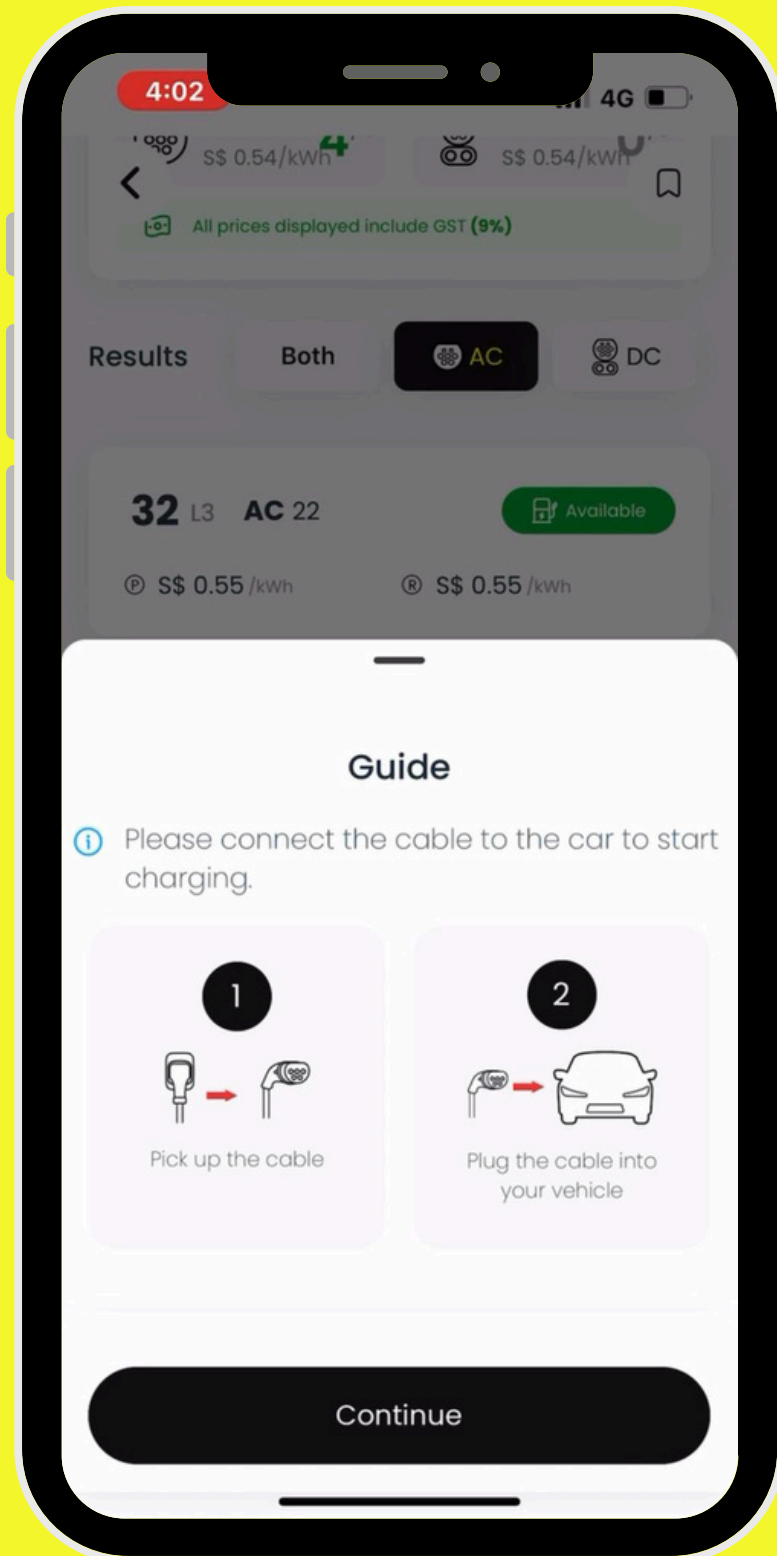 4:02
4G
S$ 0.54/kWh
S$ 0.54/kWh
All prices displayed include GST (9%)
Results
Both
AC
DC
32 L3 AC 22
Available
P S$ 0.55 /kWh
R S$ 0.55 /kWh
Guide
Please connect the cable to the car to start
charging.
1
2
Pick up the cable
Plug the cable into
your vehicle
Continue